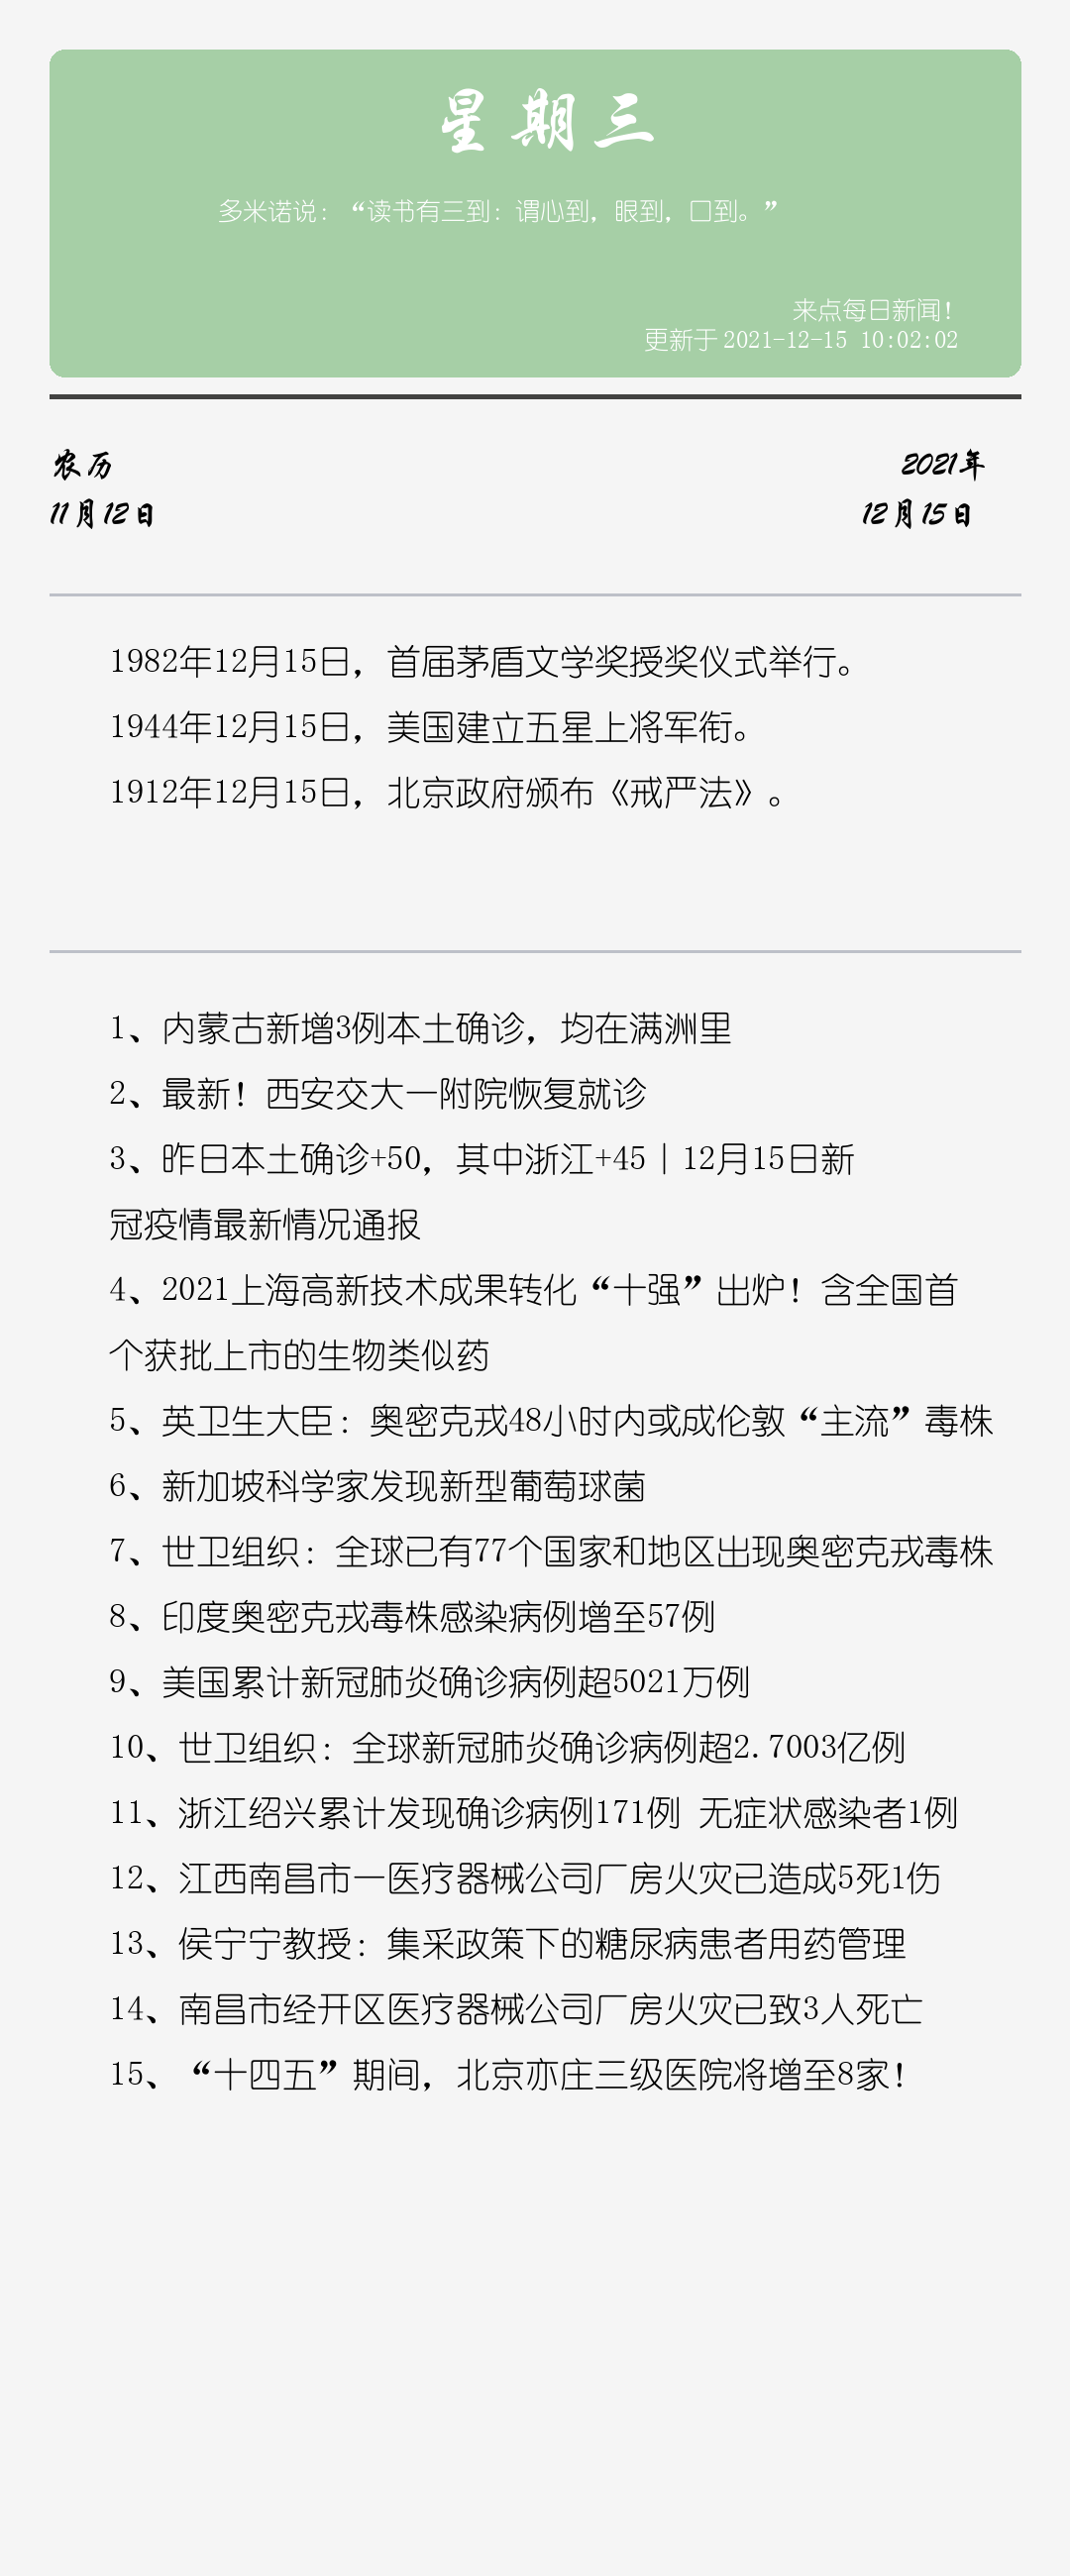 星期三
多米诺说：“读书有三到：谓心到，眼到，口到。”
来点每日新闻！
更新于 2021-12-15 10:02:02
农历
11月12日
2021年
12月15日
1982年12月15日，首届茅盾文学奖授奖仪式举行。
1944年12月15日，美国建立五星上将军衔。
1912年12月15日，北京政府颁布《戒严法》。
1、内蒙古新增3例本土确诊，均在满洲里
2、最新！西安交大一附院恢复就诊
3、昨日本土确诊+50，其中浙江+45丨12月15日新
冠疫情最新情况通报
4、2021上海高新技术成果转化“十强”出炉！含全国首
个获批上市的生物类似药
5、英卫生大臣：奥密克戎48小时内或成伦敦“主流”毒株
6、新加坡科学家发现新型葡萄球菌
7、世卫组织：全球已有77个国家和地区出现奥密克戎毒株
8、印度奥密克戎毒株感染病例增至57例
9、美国累计新冠肺炎确诊病例超5021万例
10、世卫组织：全球新冠肺炎确诊病例超2.7003亿例
11、浙江绍兴累计发现确诊病例171例 无症状感染者1例
12、江西南昌市一医疗器械公司厂房火灾已造成5死1伤
13、侯宁宁教授：集采政策下的糖尿病患者用药管理
14、南昌市经开区医疗器械公司厂房火灾已致3人死亡
15、“十四五”期间，北京亦庄三级医院将增至8家！